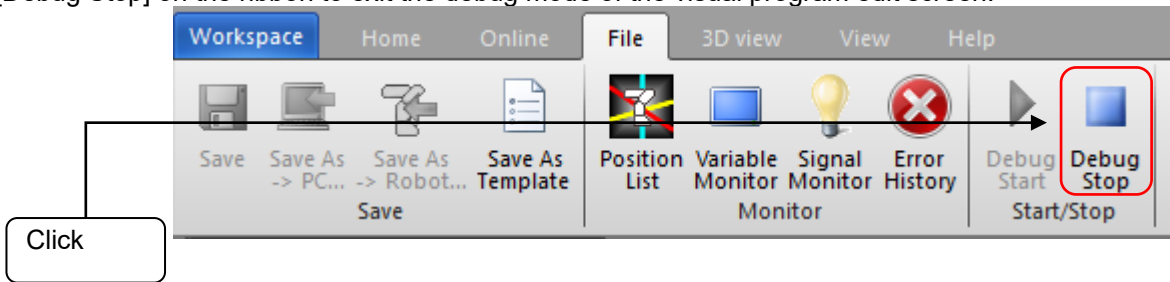 [Debug Stop] on the ribbon to exit the debug mode of the visual program edit screen.
Workspace Home Online File 3D view View Help
Save Save As -> PC... Save As -> Robot... Save As Template Position List Variable Monitor Signal Monitor Error History Debug Start Debug Stop
Save Monitor Start/Stop
Click